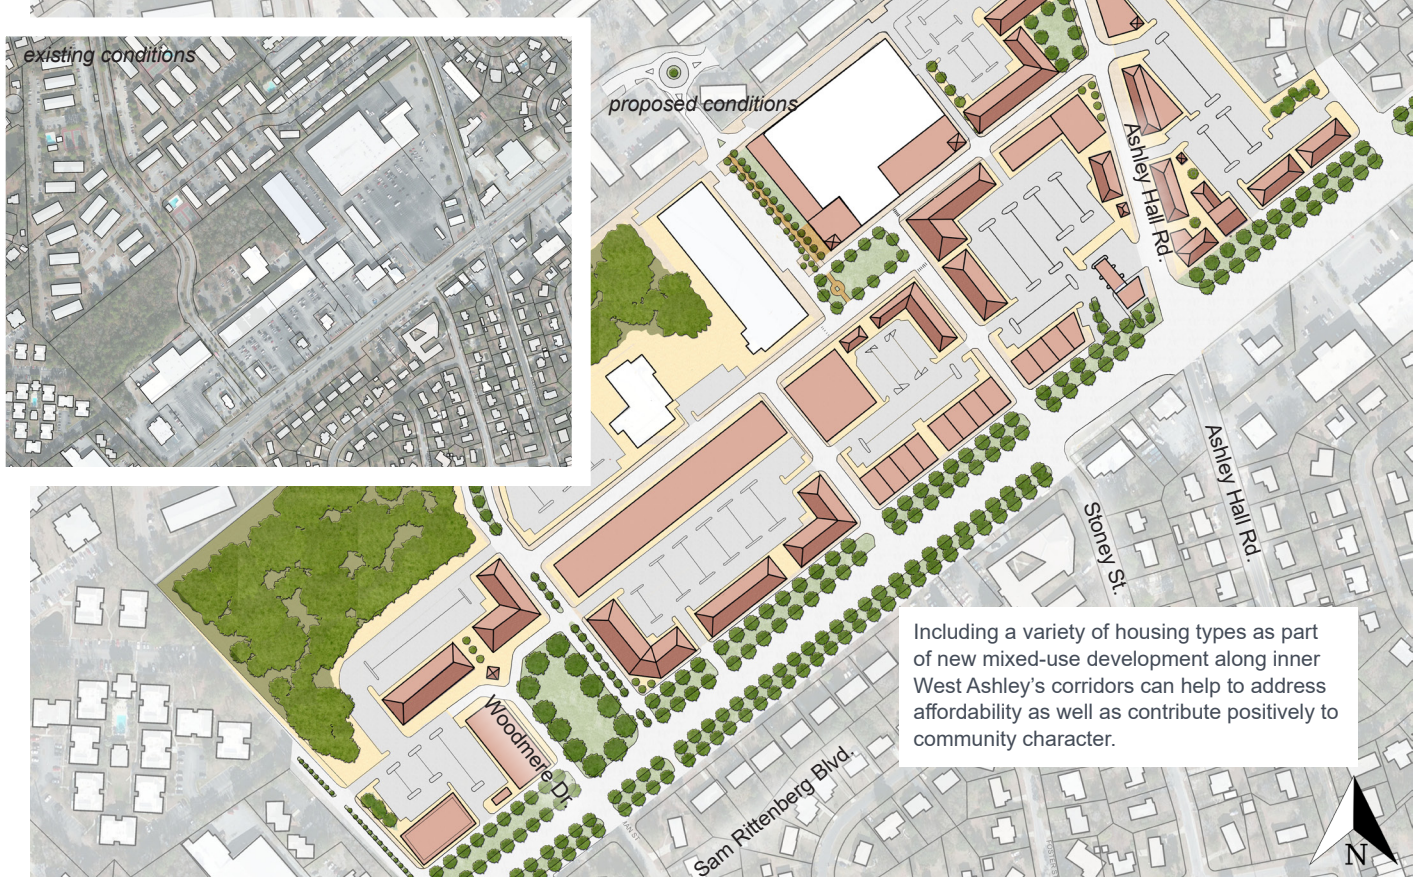 existing conditions
proposed conditions
Ashley Hall Rd.
Ashley Hall Rd.
Stoney St.
Including a variety of housing types as part
of new mixed-use development along inner
West Ashley’s corridors can help to address
affordability as well as contribute positively to
community character.
Woodmere Dr.
Sam Rittenberg Blvd.
N